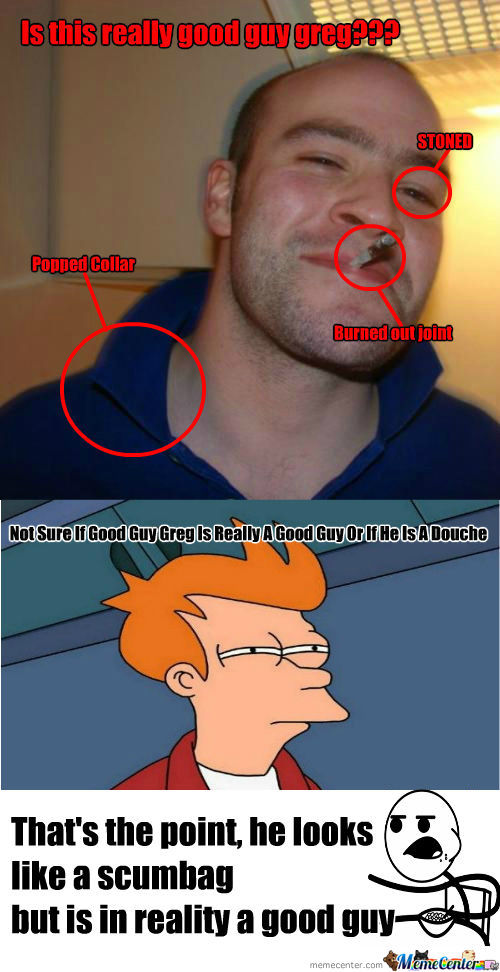 Is this really good guy greg???
STONED
Popped Collar
Burned out joint
Not Sure If Good Guy Greg Is Really A Good Guy Or If He Is A Douche
That's the point, he looks
like a scumbag
but is in reality a good guy
memecenter.com MemeCenter